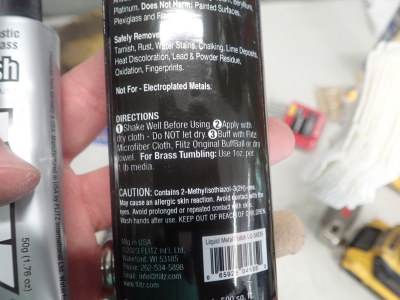 Platinum. Does Not Harm: Painted Surfaces,
Plexiglas and
Safely Remove
Tarnish, Rust, Water Stains, Chalking, Lime Deposits,
Heat Discoloration, Lead & Powder Residue,
Oxidation, Fingerprints.
Not For - Electroplated Metals.
DIRECTIONS
1 Shake Well Before Using 2 Apply with
dry cloth - Do NOT let dry. 3 Buff with Flitz
Microfiber Cloth, Flitz Original BuffBall or dry
towel. For Brass Tumbling: Use 1oz. per
1 lb media.
CAUTION: Contains 2-Methylisothiazol-3(2H)-one.
May cause an allergic skin reaction. Avoid contact with the
eyes. Avoid prolonged or repeated contact with skin.
Wash hands after use. KEEP OUT OF REACH OF CHILDREN.
Mfg in USA
FLITZ Int'l. Ltd.
Waterford, WI 53185
Phone: 262-534-5898
Email: info@flitz.com
www.flitz.com
Liquid Metal Polish
500 sq.
50g (1.76 oz)